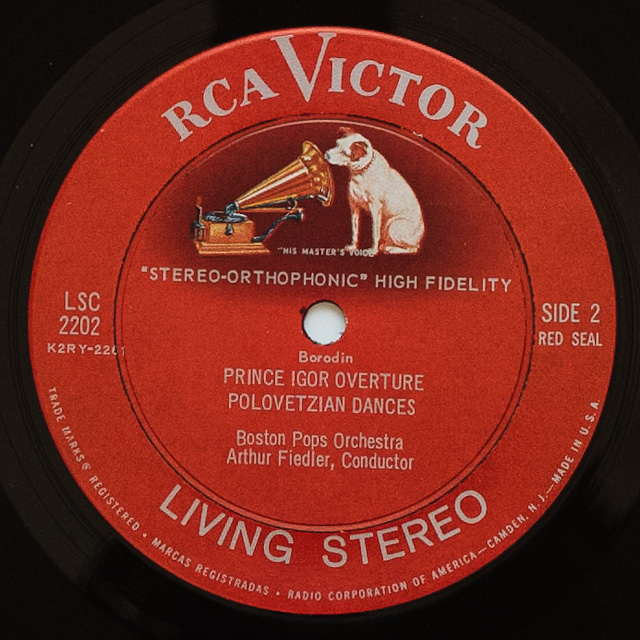 RCA VICTOR
"HIS MASTER'S VOICE"
"STEREO-ORTHOPHONIC" HIGH FIDELITY
LSC
2202
SIDE 2
RED SEAL
Borodin
PRINCE IGOR OVERTURE
POLOVETZIAN DANCES
Boston Pops Orchestra
Arthur Fiedler, Conductor
LIVING STEREO
TRADE MARKS ® REGISTERED • MARCAS REGISTRADAS • RADIO CORPORATION OF AMERICA—CAMDEN, N. J.—MADE IN U.S.A.